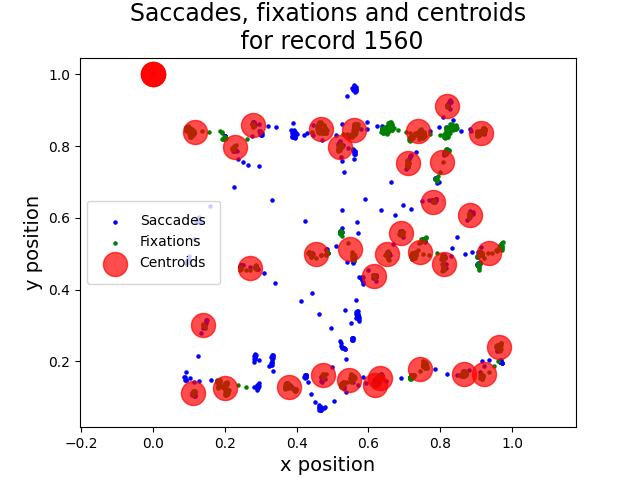 Saccades, fixations and centroids
for record 1560
1.0
0.8
0.6
0.4
0.2
y position
Saccades
Fixations
Centroids
−0.2
0.0
0.2
0.4
0.6
0.8
1.0
x position